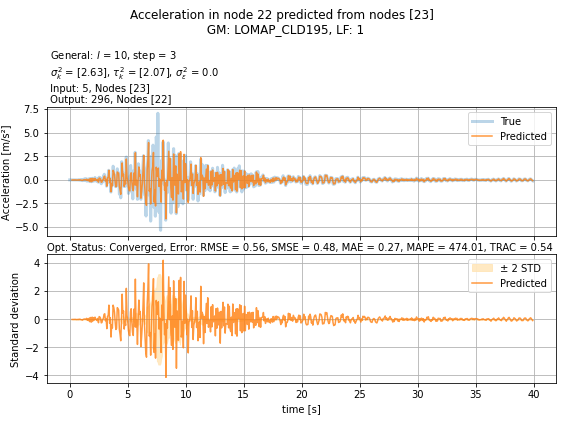 Acceleration in node 22 predicted from nodes [23]
GM: LOMAP_CLD195, LF: 1
General: l = 10, step = 3
σ²ₖ = [2.63], τ²ₖ = [2.07], σ²ε = 0.0
Input: 5, Nodes [23]
Output: 296, Nodes [22]
7.5
5.0
2.5
0.0
−2.5
−5.0
Acceleration [m/s²]
True
Predicted
Opt. Status: Converged, Error: RMSE = 0.56, SMSE = 0.48, MAE = 0.27, MAPE = 474.01, TRAC = 0.54
4
2
0
−2
−4
Standard deviation
± 2 STD
Predicted
0 5 10 15 20 25 30 35 40
time [s]